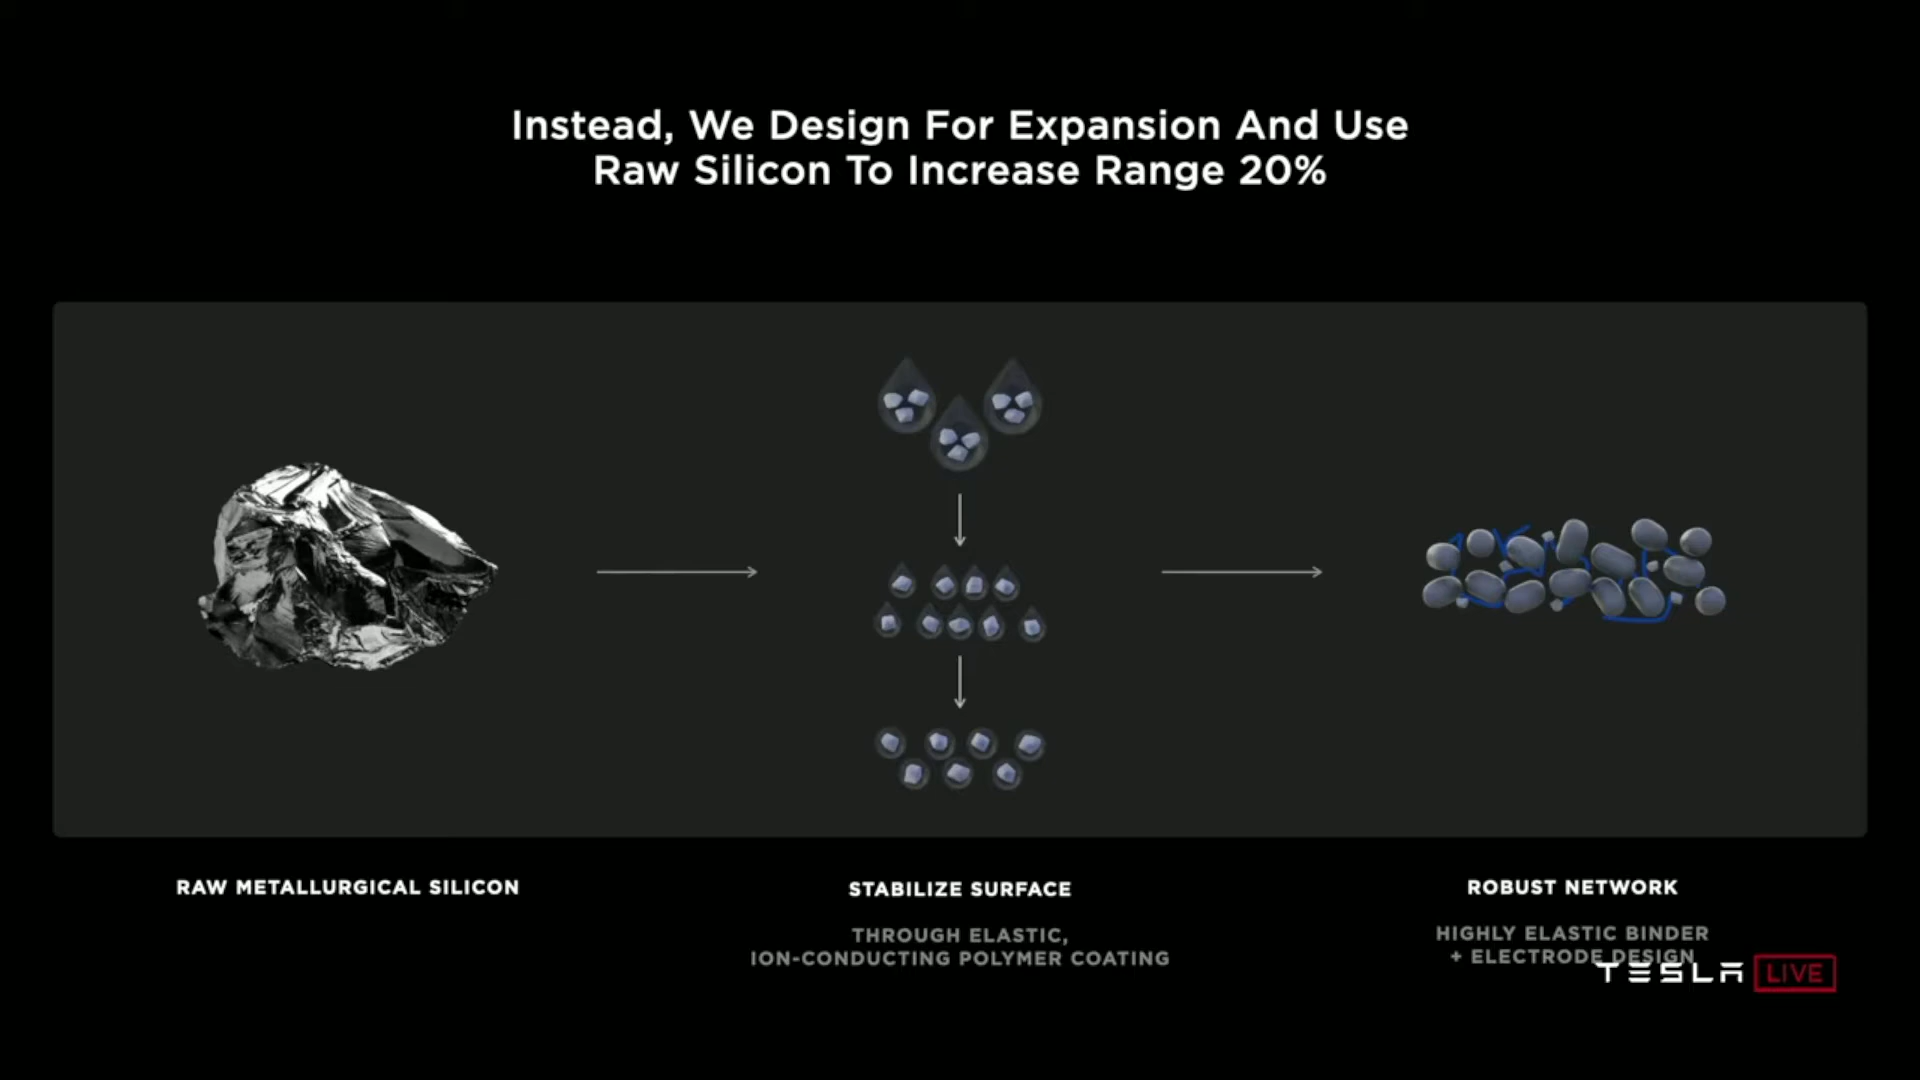 Instead, We Design For Expansion And Use
Raw Silicon To Increase Range 20%
RAW METALLURGICAL SILICON
STABILIZE SURFACE
THROUGH ELASTIC,
ION-CONDUCTING POLYMER COATING
ROBUST NETWORK
HIGHLY ELASTIC BINDER
+ ELECTRODE DESIGN
TESLA LIVE